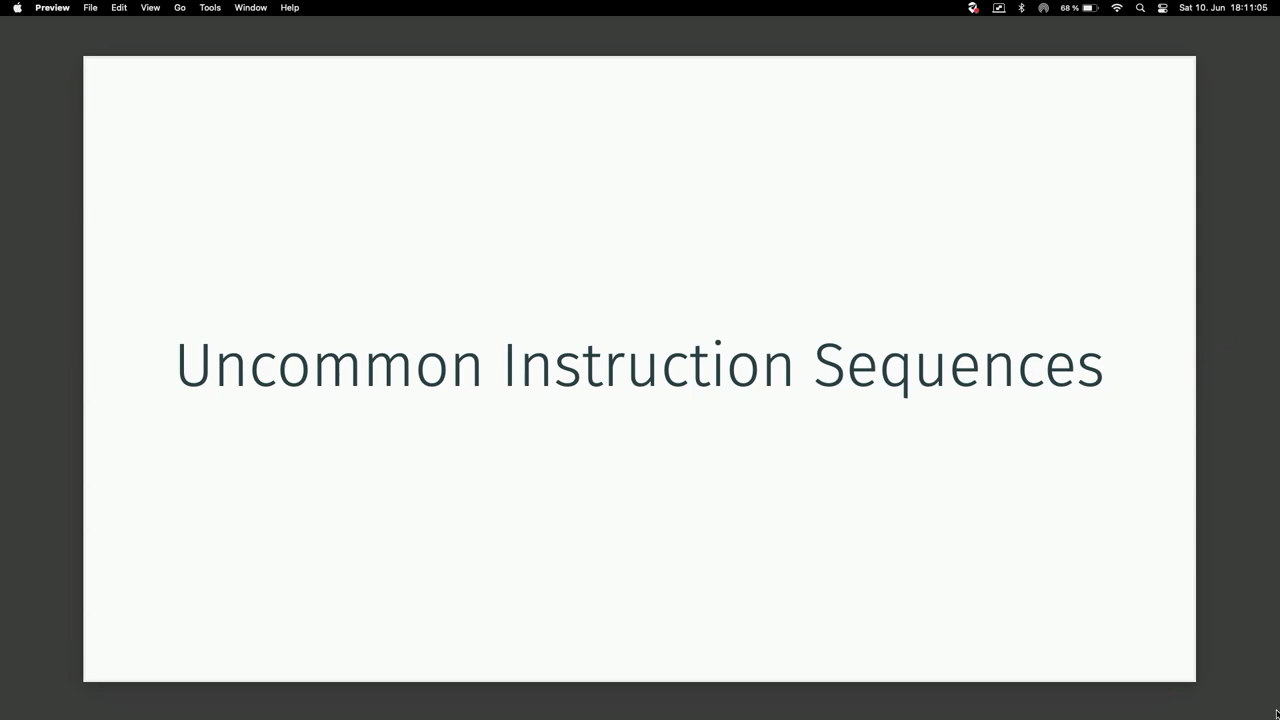 Preview File Edit View Go Tools Window Help 68 % Sat 10. Jun 18:11:05
Uncommon Instruction Sequences